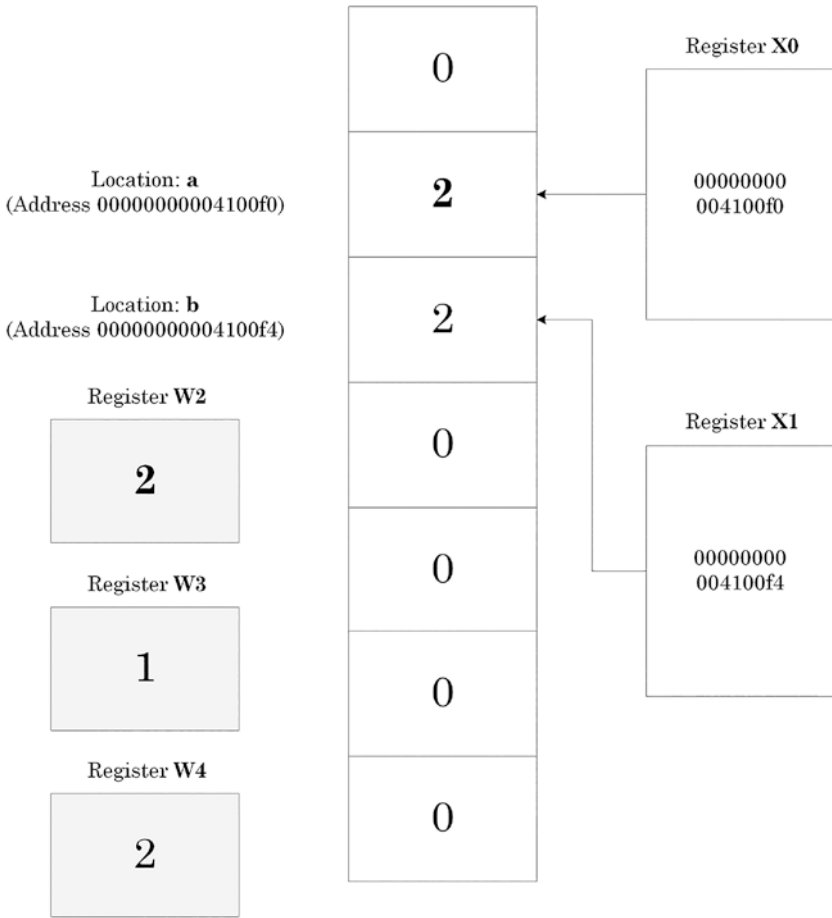 0
Register X0
Location: a
(Address 00000000004100f0)
2
00000000
004100f0
Location: b
(Address 00000000004100f4)
2
Register W2
2
0
Register X1
0
00000000
004100f4
Register W3
1
0
Register W4
2
0